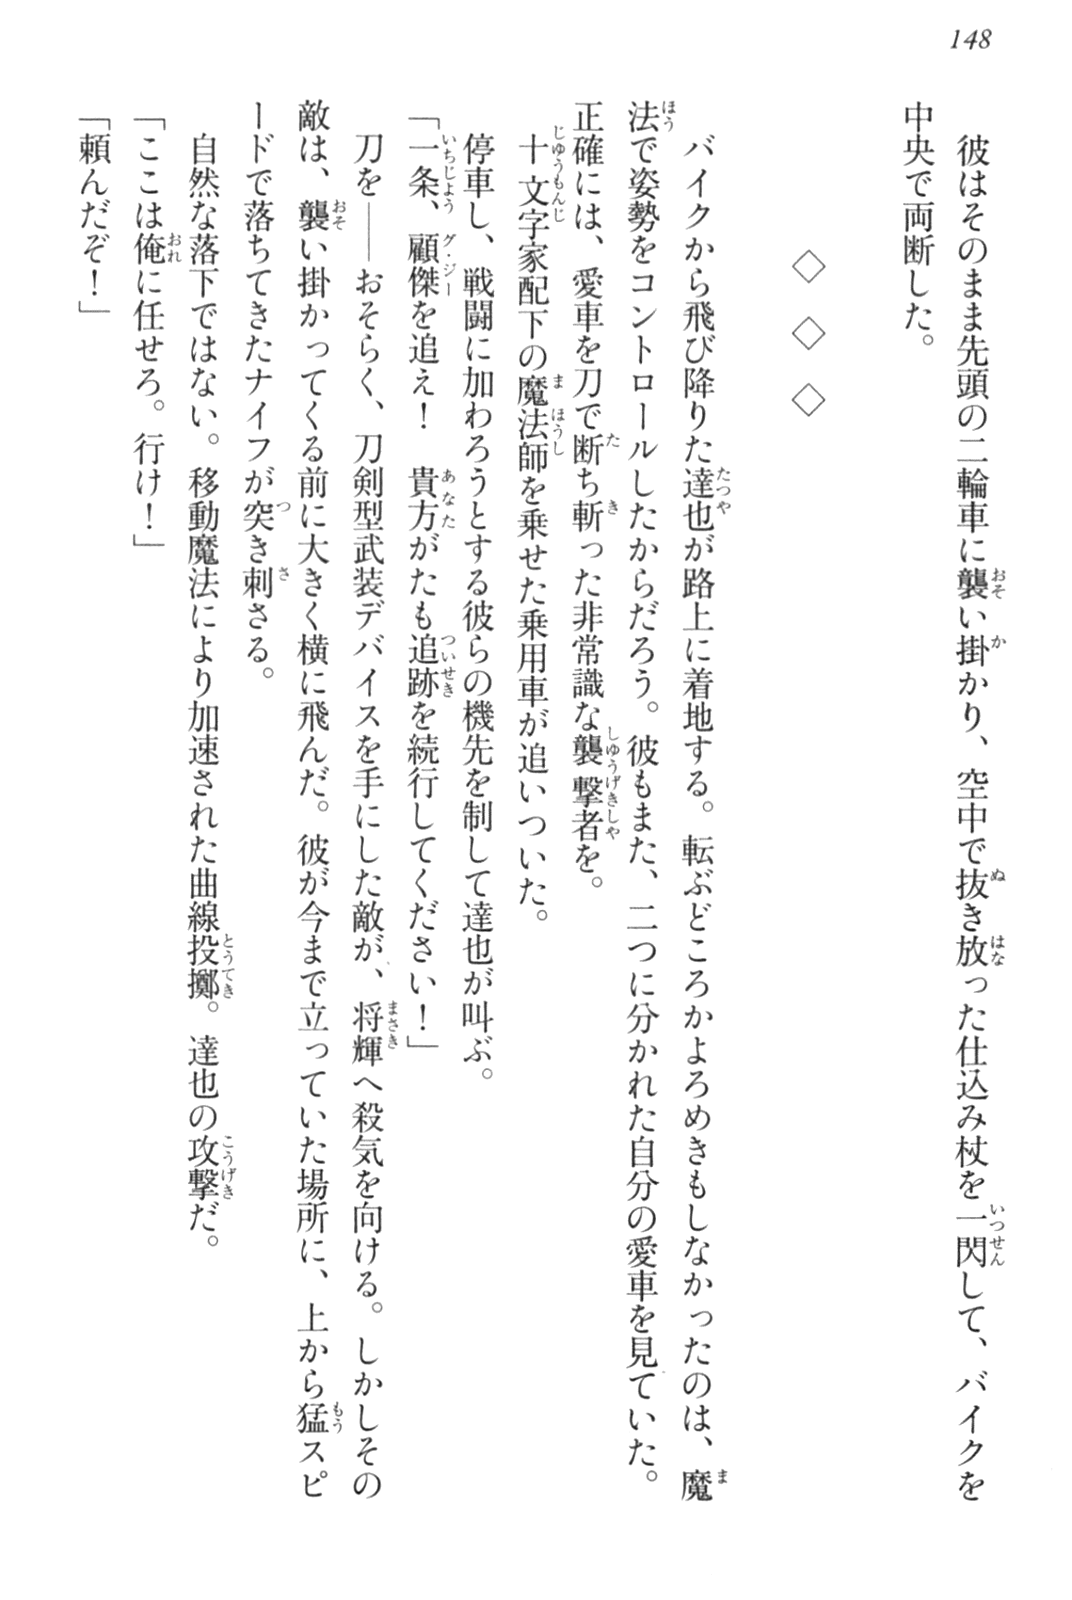 148
彼はそのまま先頭の二輪車に襲い掛かり、空中で抜き放った仕込み杖を一閃して、バイクを
中央で両断した。
◇ ◇ ◇
バイクから飛び降りた達也が路上に着地する。転ぶどころかよろめきもしなかったのは、魔
法で姿勢をコントロールしたからだろう。彼もまた、二つに分かれた自分の愛車を見ていた。
正確には、愛車を刀で断ち斬った非常識な襲撃者を。
十文字家配下の魔法師を乗せた乗用車が追いついた。
停車し、戦闘に加わろうとする彼らの機先を制して達也が叫ぶ。
「一条、顧傑を追え！　貴方がたも追跡を続行してください！」
刀を――おそらく、刀剣型武装デバイスを手にした敵が、将輝へ殺気を向ける。しかしその
敵は、襲い掛かってくる前に大きく横に飛んだ。彼が今まで立っていた場所に、上から猛スピ
ードで落ちてきたナイフが突き刺さる。
自然な落下ではない。移動魔法により加速された曲線投擲。達也の攻撃だ。
「ここは俺に任せろ。行け！」
「頼んだぞ！」